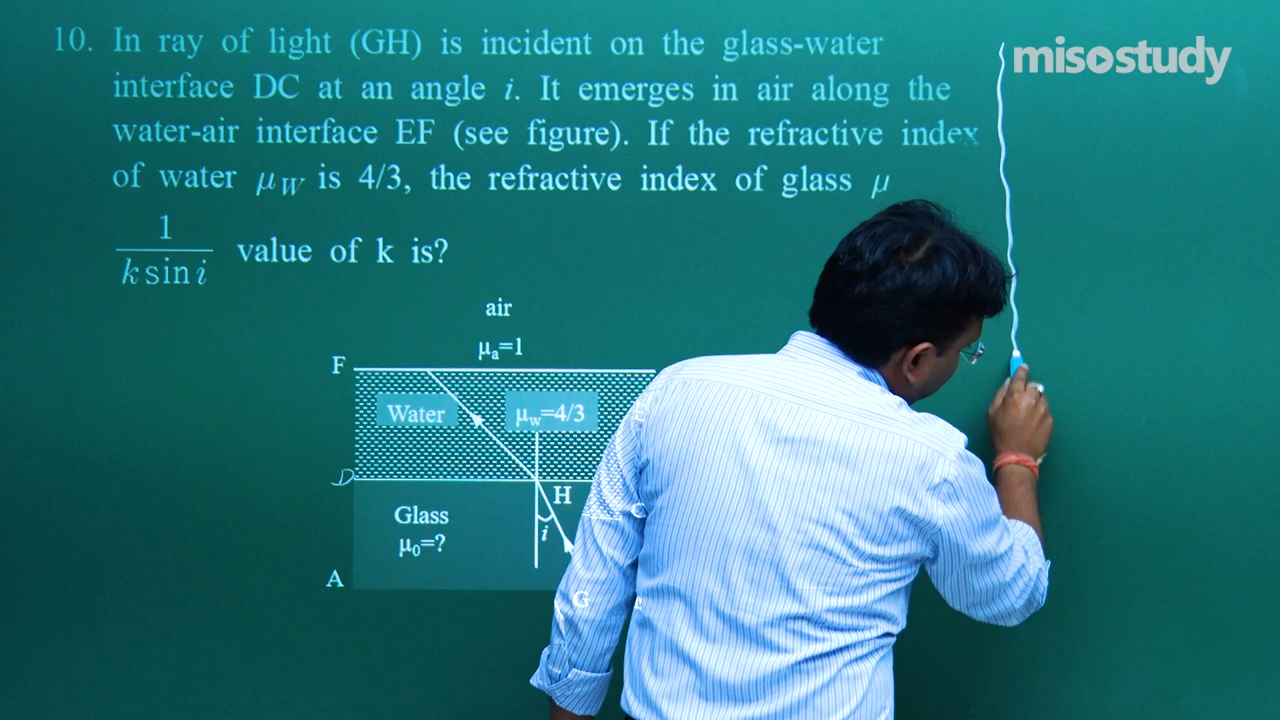 10. In ray of light (GH) is incident on the glass-water
interface DC at an angle i. It emerges in air along the
water-air interface EF (see figure). If the refractive index
of water μW is 4/3, the refractive index of glass μ
1
k sin i
value of k is?
air
μa=1
F
Water
μw=4/3
E
D
H
C
Glass
μ0=?
i
A
G
misostudy